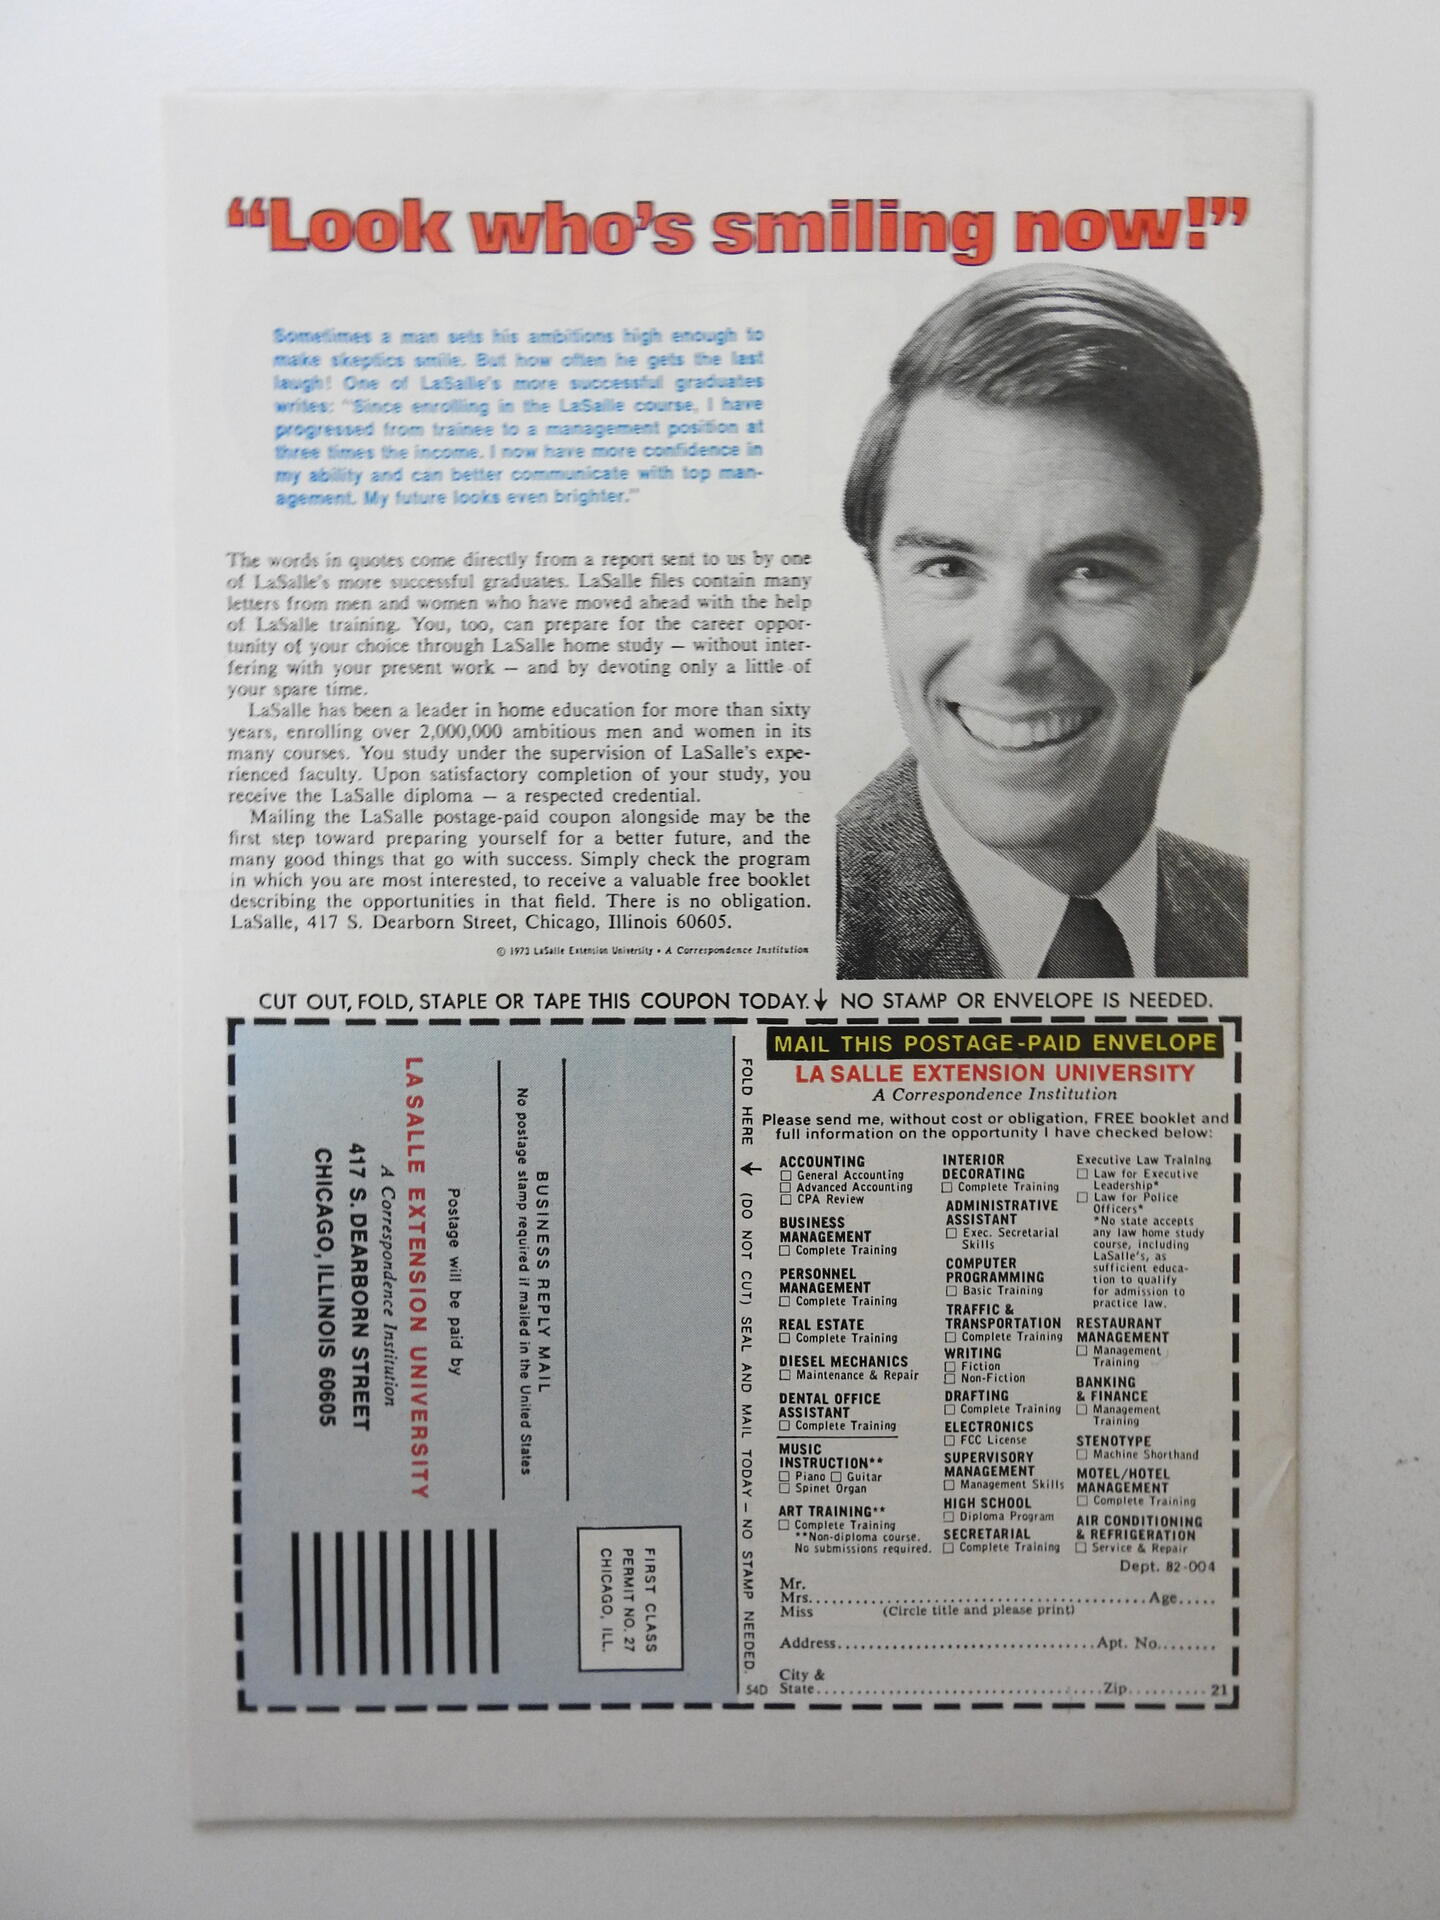 “Look who’s smiling now!”
Sometimes a man sets his ambitions high enough to
make skeptics smile. But how often he gets the last
laugh! One of LaSalle's more successful graduates
writes: "Since enrolling in the LaSalle course, I have
progressed from trainee to a management position at
three times the income. I now have more confidence in
my ability and can better communicate with top man-
agement. My future looks even brighter."
The words in quotes come directly from a report sent to us by one
of LaSalle's more successful graduates. LaSalle files contain many
letters from men and women who have moved ahead with the help
of LaSalle training. You, too, can prepare for the career oppor-
tunity of your choice through LaSalle home study — without inter-
fering with your present work — and by devoting only a little of
your spare time.
LaSalle has been a leader in home education for more than sixty
years, enrolling over 2,000,000 ambitious men and women in its
many courses. You study under the supervision of LaSalle's expe-
rienced faculty. Upon satisfactory completion of your study, you
receive the LaSalle diploma — a respected credential.
Mailing the LaSalle postage-paid coupon alongside may be the
first step toward preparing yourself for a better future, and the
many good things that go with success. Simply check the program
in which you are most interested, to receive a valuable free booklet
describing the opportunities in that field. There is no obligation.
LaSalle, 417 S. Dearborn Street, Chicago, Illinois 60605.
© 1973 LaSalle Extension University • A Correspondence Institution
CUT OUT, FOLD, STAPLE OR TAPE THIS COUPON TODAY. ↓ NO STAMP OR ENVELOPE IS NEEDED.
FIRST CLASS
PERMIT NO. 27
CHICAGO, ILL.
BUSINESS REPLY MAIL
No postage stamp required if mailed in the United States
Postage will be paid by
LA SALLE EXTENSION UNIVERSITY
A Correspondence Institution
417 S. DEARBORN STREET
CHICAGO, ILLINOIS 60605
FOLD HERE ↓ (DO NOT CUT) SEAL AND MAIL TODAY — NO STAMP NEEDED.
54D
MAIL THIS POSTAGE-PAID ENVELOPE
LA SALLE EXTENSION UNIVERSITY
A Correspondence Institution
Please send me, without cost or obligation, FREE booklet and
full information on the opportunity I have checked below:
ACCOUNTING
☐ General Accounting
☐ Advanced Accounting
☐ CPA Review
BUSINESS
MANAGEMENT
☐ Complete Training
PERSONNEL
MANAGEMENT
☐ Complete Training
REAL ESTATE
☐ Complete Training
DIESEL MECHANICS
☐ Maintenance & Repair
DENTAL OFFICE
ASSISTANT
☐ Complete Training
MUSIC
INSTRUCTION**
☐ Piano ☐ Guitar
☐ Spinet Organ
ART TRAINING**
☐ Complete Training
**Non-diploma course.
No submissions required.
INTERIOR
DECORATING
☐ Complete Training
ADMINISTRATIVE
ASSISTANT
☐ Exec. Secretarial
Skills
COMPUTER
PROGRAMMING
☐ Basic Training
TRAFFIC &
TRANSPORTATION
☐ Complete Training
WRITING
☐ Fiction
☐ Non-Fiction
DRAFTING
☐ Complete Training
ELECTRONICS
☐ FCC License
SUPERVISORY
MANAGEMENT
☐ Management Skills
HIGH SCHOOL
☐ Diploma Program
SECRETARIAL
☐ Complete Training
Executive Law Training
☐ Law for Executive
Leadership*
☐ Law for Police
Officers*
*No state accepts
any law home study
course, including
LaSalle's, as
sufficient educa-
tion to qualify
for admission to
practice law.
RESTAURANT
MANAGEMENT
☐ Management
Training
BANKING
& FINANCE
☐ Management
Training
STENOTYPE
☐ Machine Shorthand
MOTEL/HOTEL
MANAGEMENT
☐ Complete Training
AIR CONDITIONING
& REFRIGERATION
☐ Service & Repair
Dept. 82-004
Mr.
Mrs. Age
Miss (Circle title and please print)
Address Apt. No.
City &
State Zip 21